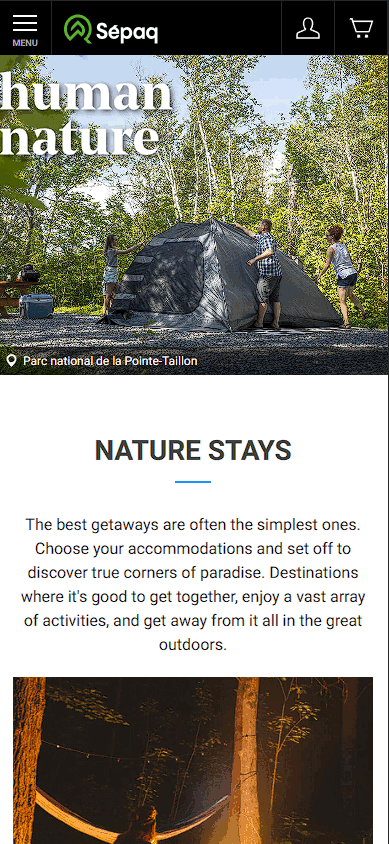 MENU
Sépaq
human
nature
Parc national de la Pointe-Taillon
NATURE STAYS
The best getaways are often the simplest ones.
Choose your accommodations and set off to
discover true corners of paradise. Destinations
where it's good to get together, enjoy a vast array
of activities, and get away from it all in the great
outdoors.